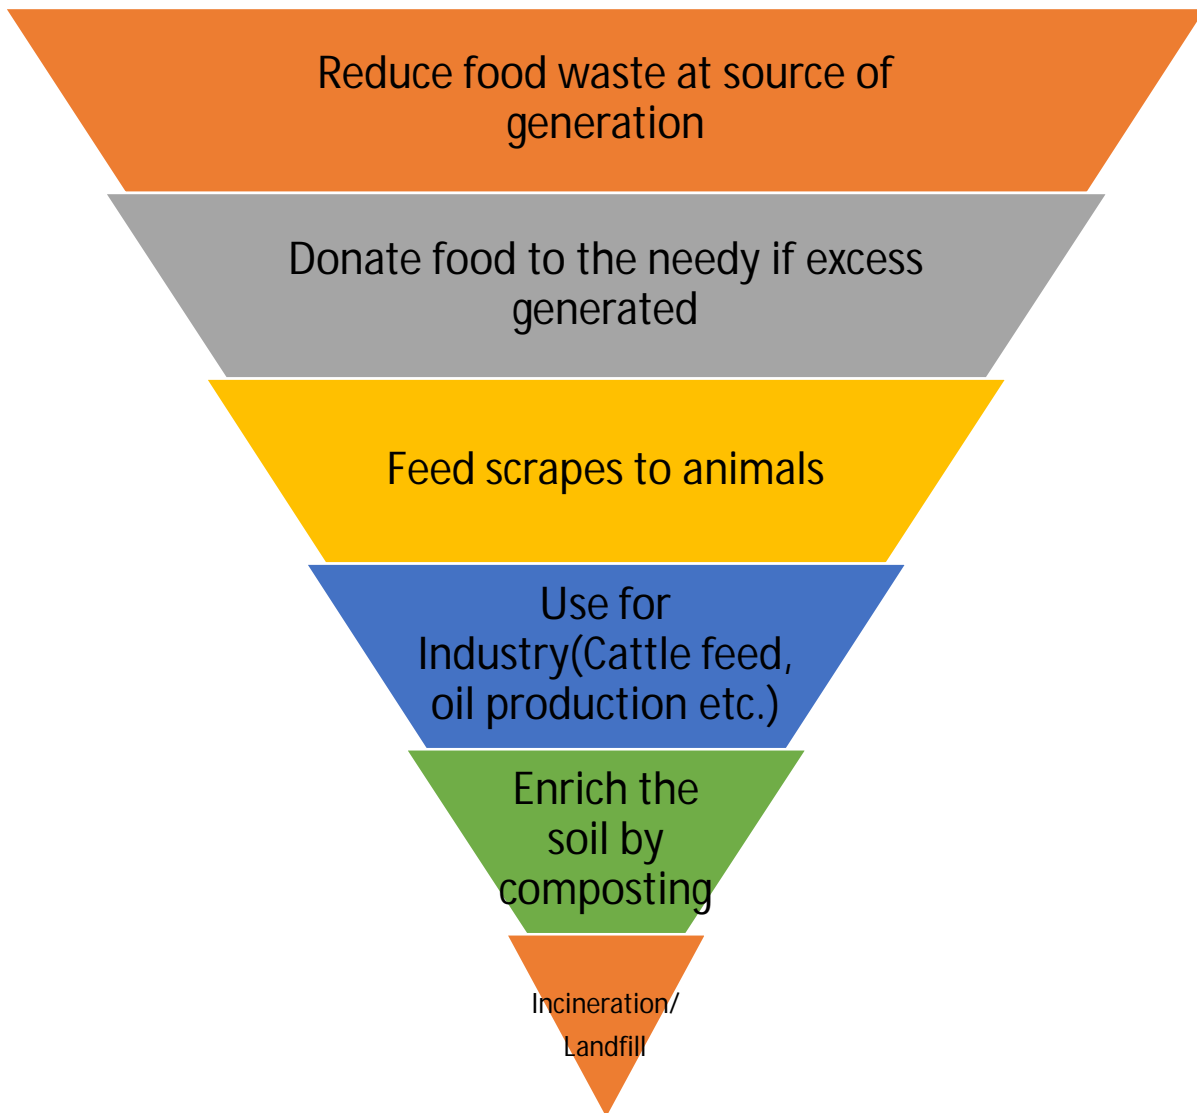 Reduce food waste at source of
generation
Donate food to the needy if excess
generated
Feed scrapes to animals
Use for
Industry(Cattle feed,
oil production etc.)
Enrich the
soil by
composting
Incineration/
Landfill